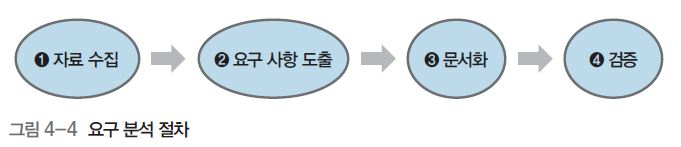 ❶ 자료 수집
❷ 요구 사항 도출
❸ 문서화
❹ 검증
그림 4-4 요구 분석 절차